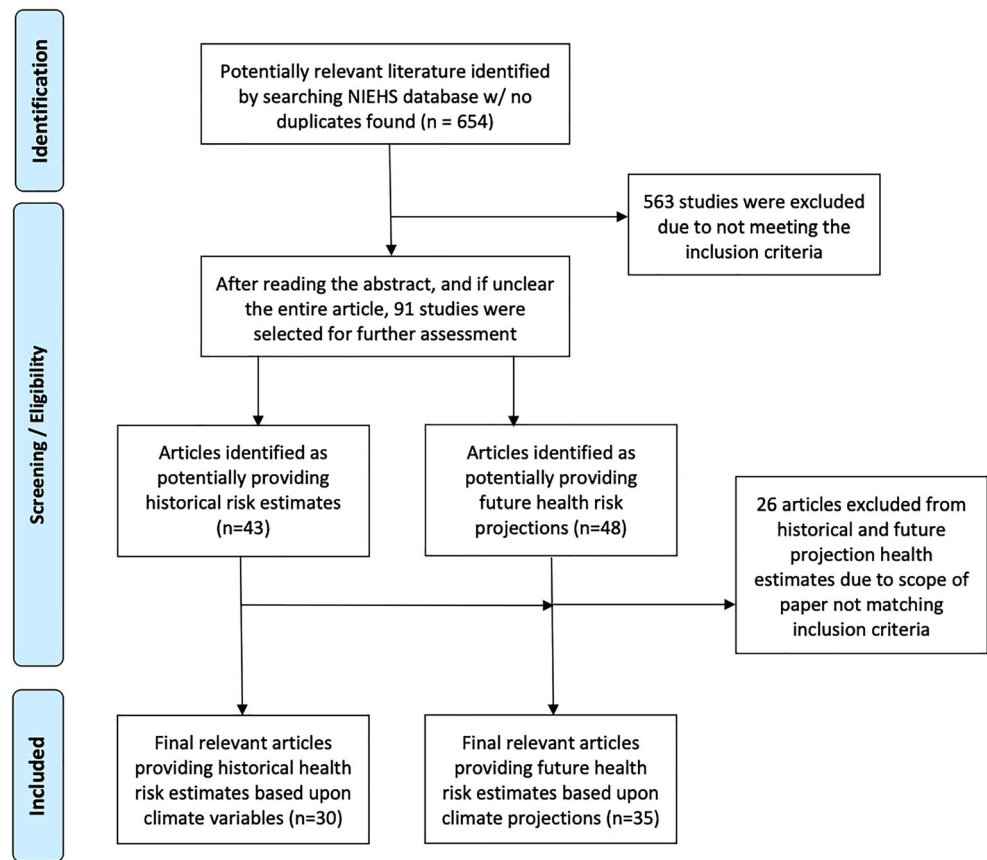 Identification
Potentially relevant literature identified
by searching NIEHS database w/ no
duplicates found (n = 654)
563 studies were excluded
due to not meeting the
inclusion criteria
Screening / Eligibility
After reading the abstract, and if unclear
the entire article, 91 studies were
selected for further assessment
Articles identified as
potentially providing
historical risk estimates
(n=43)
Articles identified as
potentially providing
future health risk
projections (n=48)
26 articles excluded from
historical and future
projection health
estimates due to scope of
paper not matching
inclusion criteria
Included
Final relevant articles
providing historical health
risk estimates based upon
climate variables (n=30)
Final relevant articles
providing future health
risk estimates based upon
climate projections (n=35)